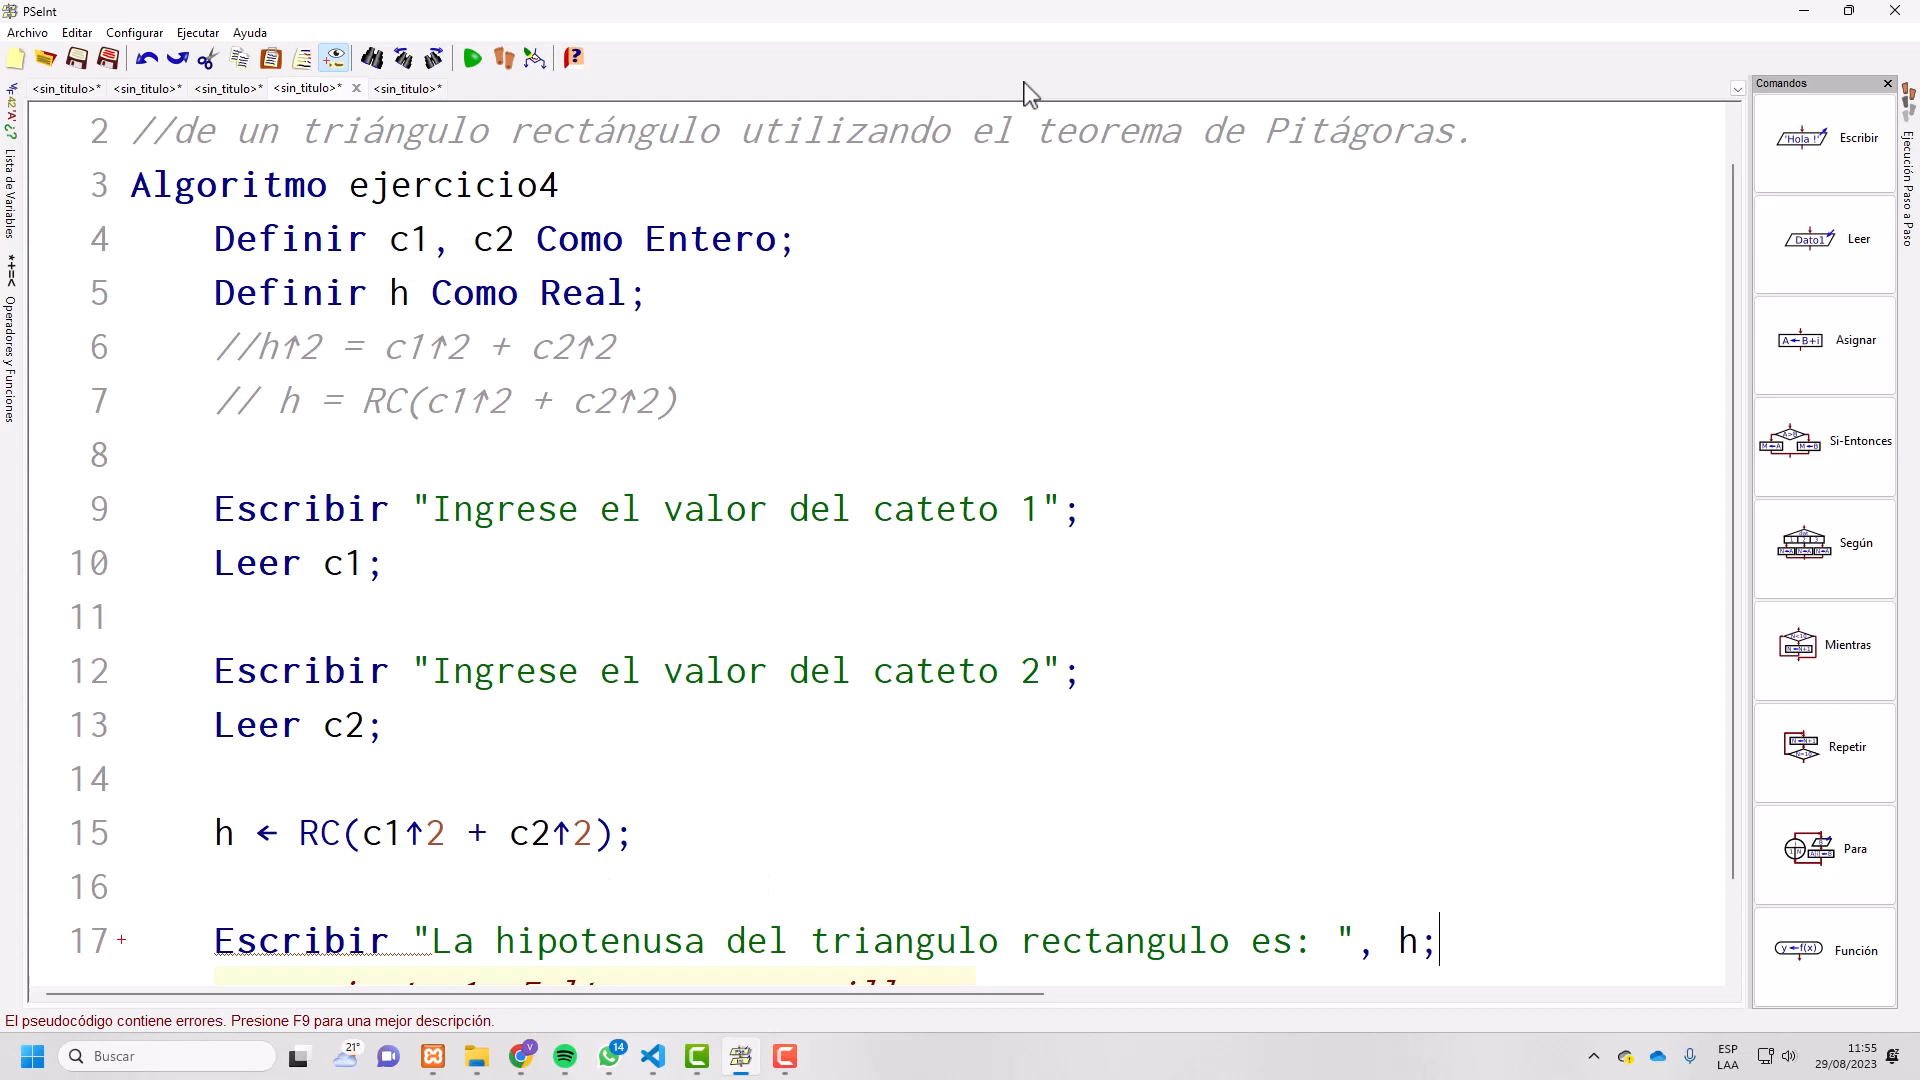 PSeInt
Archivo Editar Configurar Ejecutar Ayuda
<sin_titulo>* <sin_titulo>* <sin_titulo>* <sin_titulo>* <sin_titulo>*
2 //de un triángulo rectángulo utilizando el teorema de Pitágoras.
3 Algoritmo ejercicio4
4 Definir c1, c2 Como Entero;
5 Definir h Como Real;
6 //h↑2 = c1↑2 + c2↑2
7 // h = RC(c1↑2 + c2↑2)
8
9 Escribir "Ingrese el valor del cateto 1";
10 Leer c1;
11
12 Escribir "Ingrese el valor del cateto 2";
13 Leer c2;
14
15 h ← RC(c1↑2 + c2↑2);
16
17 + Escribir "La hipotenusa del triangulo rectangulo es: ", h;
El pseudocódigo contiene errores. Presione F9 para una mejor descripción.
Lista de Variables
Operadores y Funciones
Comandos
'Hola !' Escribir
Dato1 Leer
A←B+i Asignar
Si-Entonces
Según
Mientras
Repetir
Para
y←f(x) Función
Ejecución Paso a Paso
Buscar
21°
14
ESP
LAA
11:55
29/08/2023